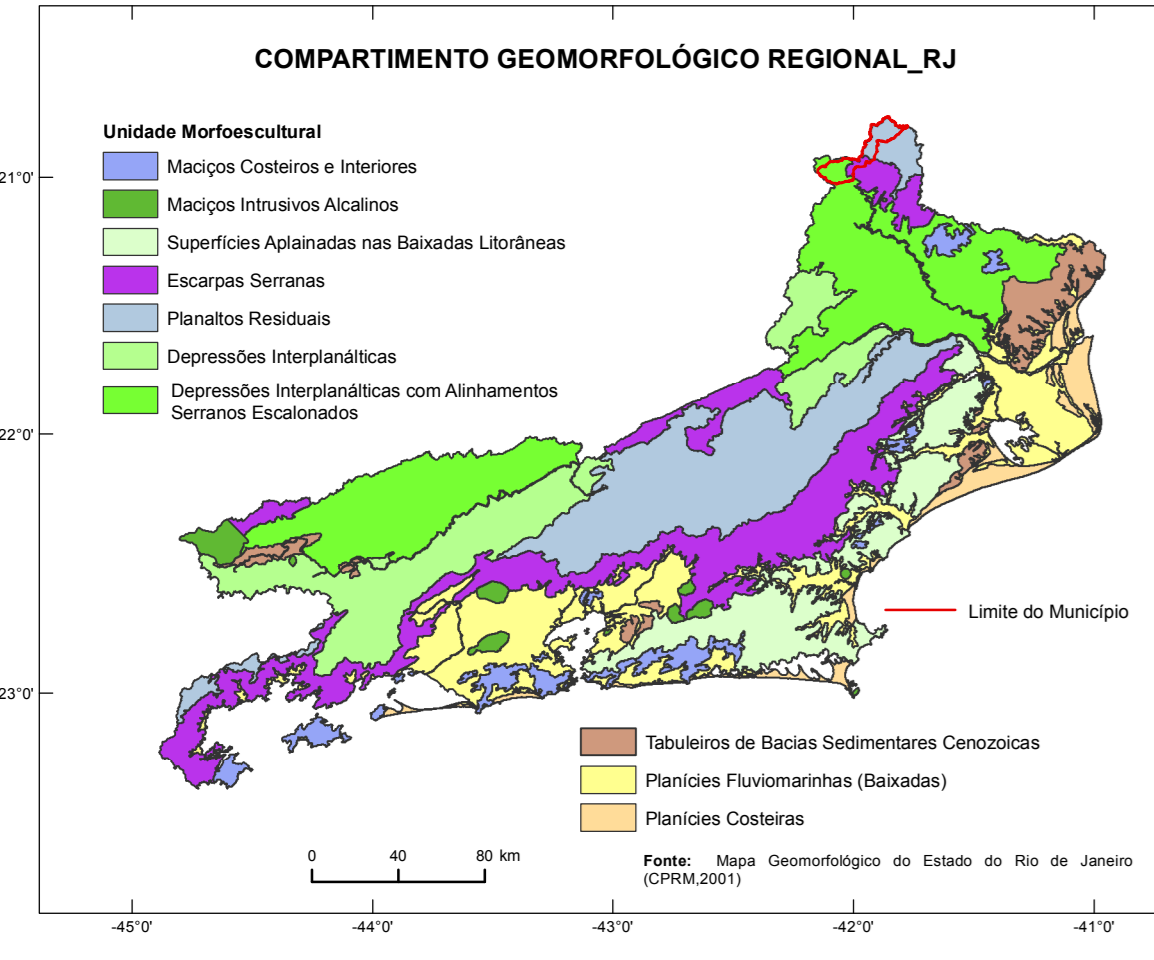 COMPARTIMENTO GEOMORFOLÓGICO REGIONAL_RJ
Unidade Morfoescultural
Maciços Costeiros e Interiores
Maciços Intrusivos Alcalinos
Superfícies Aplainadas nas Baixadas Litorâneas
Escarpas Serranas
Planaltos Residuais
Depressões Interplanálticas
Depressões Interplanálticas com Alinhamentos
Serranos Escalonados
21°0'
22°0'
23°0'
Limite do Município
Tabuleiros de Bacias Sedimentares Cenozoicas
Planícies Fluviomarinhas (Baixadas)
Planícies Costeiras
0 40 80 km
Fonte: Mapa Geomorfológico do Estado do Rio de Janeiro
(CPRM,2001)
-45°0' -44°0' -43°0' -42°0' -41°0'